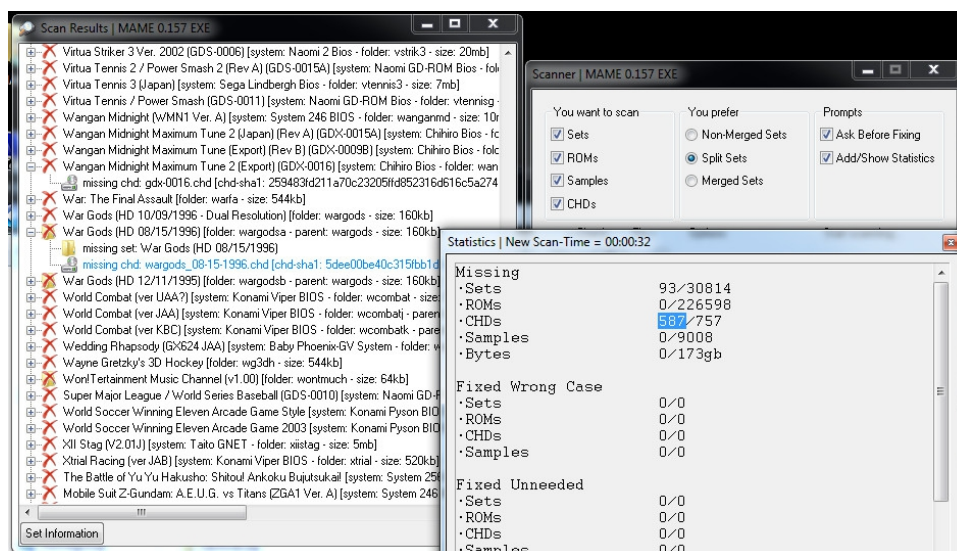 Scan Results | MAME 0.157 EXE
Virtua Striker 3 Ver. 2002 (GDS-0006) [system: Naomi 2 Bios - folder: vstrik3 - size: 20mb]
Virtua Tennis 2 / Power Smash 2 (Rev A) (GDS-0015A) [system: Naomi GD-ROM Bios - fol
Virtua Tennis 3 (Japan) [system: Sega Lindbergh Bios - folder: vtennis3 - size: 7mb]
Virtua Tennis / Power Smash (GDS-0011) [system: Naomi GD-ROM Bios - folder: vtennisg -
Wangan Midnight (WMN1 Ver. A) [system: System 246 BIOS - folder: wanganmd - size: 10m
Wangan Midnight Maximum Tune 2 (Japan) (Rev A) (GDX-0015A) [system: Chihiro Bios - fc
Wangan Midnight Maximum Tune (Export) (Rev B) (GDX-0009B) [system: Chihiro Bios - folc
Wangan Midnight Maximum Tune 2 (Export) (GDX-0016) [system: Chihiro Bios - folder: wan
missing chd: gdx-0016.chd [chd-sha1: 259483fd211a70c23205ffd852316d616c5a274
War: The Final Assault [folder: warfa - size: 544kb]
War Gods (HD 10/09/1996 - Dual Resolution) [folder: wargods - size: 160kb]
War Gods (HD 08/15/1996) [folder: wargodsa - parent: wargods - size: 160kb]
missing set: War Gods (HD 08/15/1996)
missing chd: wargods_08-15-1996.chd [chd-sha1: 5dee00be40c315fbb1d
War Gods (HD 12/11/1995) [folder: wargodsb - parent: wargods - size: 160kb]
World Combat (ver UAA?) [system: Konami Viper BIOS - folder: wcombat - size:
World Combat (ver JAA) [system: Konami Viper BIOS - folder: wcombatj - paren
World Combat (ver KBC) [system: Konami Viper BIOS - folder: wcombatk - pare
Wedding Rhapsody (GX624 JAA) [system: Baby Phoenix-GV System - folder: w
Wayne Gretzky's 3D Hockey [folder: wg3dh - size: 544kb]
Won!Tertainment Music Channel (v1.00) [folder: wontmuch - size: 64kb]
Super Major League / World Series Baseball (GDS-0010) [system: Naomi GD-F
World Soccer Winning Eleven Arcade Game Style [system: Konami Pyson BIO
World Soccer Winning Eleven Arcade Game 2003 [system: Konami Pyson BIO
XII Stag (V2.01J) [system: Taito GNET - folder: xiistag - size: 5mb]
Xtrial Racing (ver JAB) [system: Konami Viper BIOS - folder: xtrial - size: 520kb]
The Battle of Yu Yu Hakusho: Shitou! Ankoku Bujutsukai! [system: System 256
Mobile Suit Z-Gundam: A.E.U.G. vs Titans (ZGA1 Ver. A) [system: System 246
Set Information
Scanner | MAME 0.157 EXE
You want to scan
Sets
ROMs
Samples
CHDs
You prefer
Non-Merged Sets
Split Sets
Merged Sets
Prompts
Ask Before Fixing
Add/Show Statistics
Statistics | New Scan-Time = 00:00:32
Missing
·Sets 93/30814
·ROMs 0/226598
·CHDs 587/757
·Samples 0/9008
·Bytes 0/173gb
Fixed Wrong Case
·Sets 0/0
·ROMs 0/0
·CHDs 0/0
·Samples 0/0
Fixed Unneeded
·Sets 0/0
·ROMs 0/0
·CHDs 0/0
·Samples 0/0